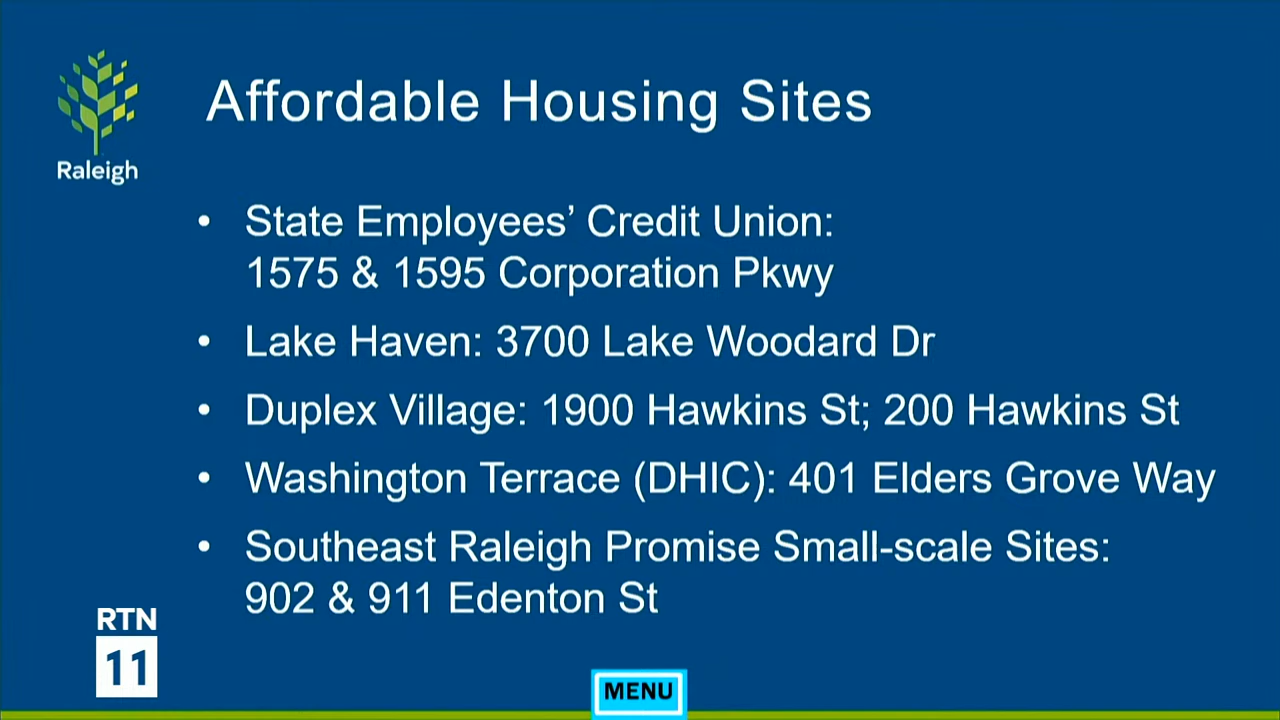 Affordable Housing Sites
Raleigh
• State Employees’ Credit Union:
1575 & 1595 Corporation Pkwy
• Lake Haven: 3700 Lake Woodard Dr
• Duplex Village: 1900 Hawkins St; 200 Hawkins St
• Washington Terrace (DHIC): 401 Elders Grove Way
• Southeast Raleigh Promise Small-scale Sites:
902 & 911 Edenton St
RTN
11
MENU